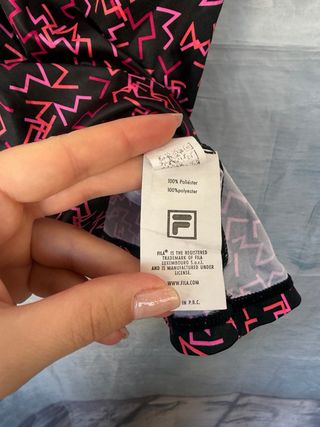 100% Poliéster
100%polyester
F
FILA® IS THE REGISTERED
TRADEMARK OF FILA
LUXEMBOURG S.a.r.l.
AND IS MANUFACTURED UNDER
LICENSE.
WWW.FILA.COM
IN P.R.C.